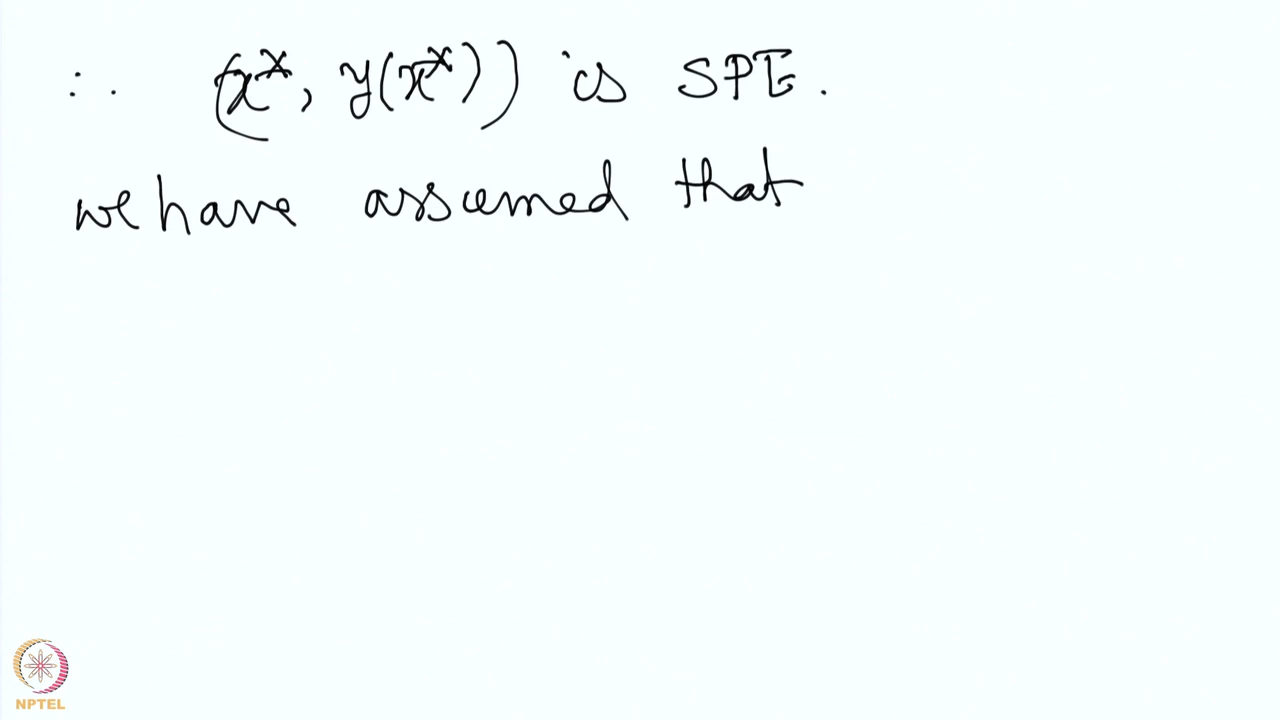 ∴ (x*, y(x*)) is SPE.
we have assumed that
NPTEL